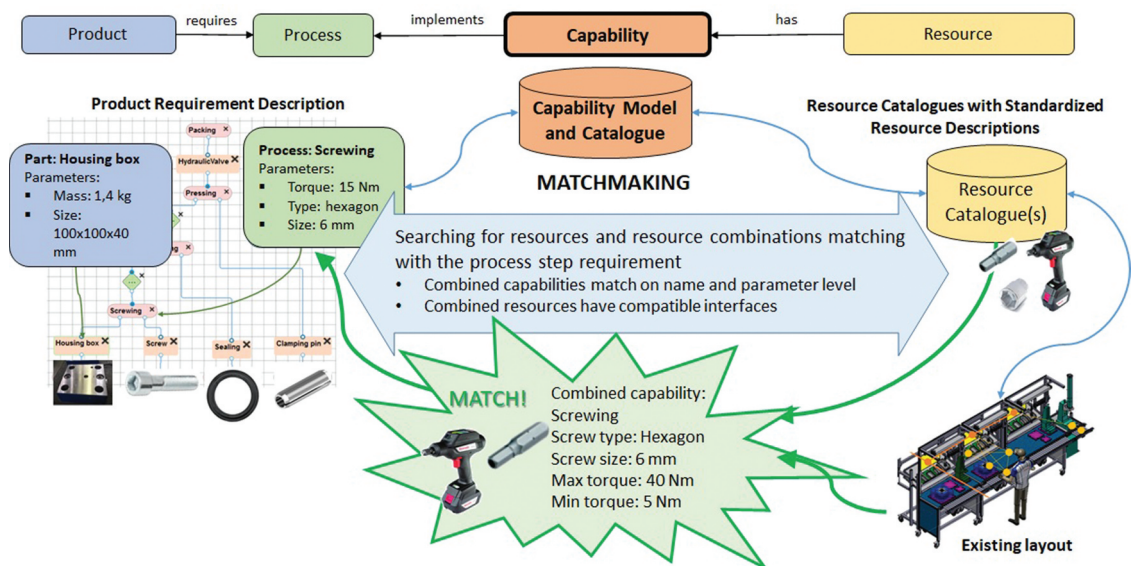 Product
requires
Process
implements
Capability
has
Resource
Product Requirement Description
Capability Model
and Catalogue
Resource Catalogues with Standardized
Resource Descriptions
Packing
HydraulicValve
Pressing
Part: Housing box
Parameters:
▪ Mass: 1,4 kg
▪ Size:
100x100x40
mm
Process: Screwing
Parameters:
▪ Torque: 15 Nm
▪ Type: hexagon
▪ Size: 6 mm
MATCHMAKING
Resource
Catalogue(s)
Searching for resources and resource combinations matching
with the process step requirement
• Combined capabilities match on name and parameter level
• Combined resources have compatible interfaces
Screwing
Housing box
Screw
Sealing
Clamping pin
MATCH!
Combined capability:
Screwing
Screw type: Hexagon
Screw size: 6 mm
Max torque: 40 Nm
Min torque: 5 Nm
Existing layout